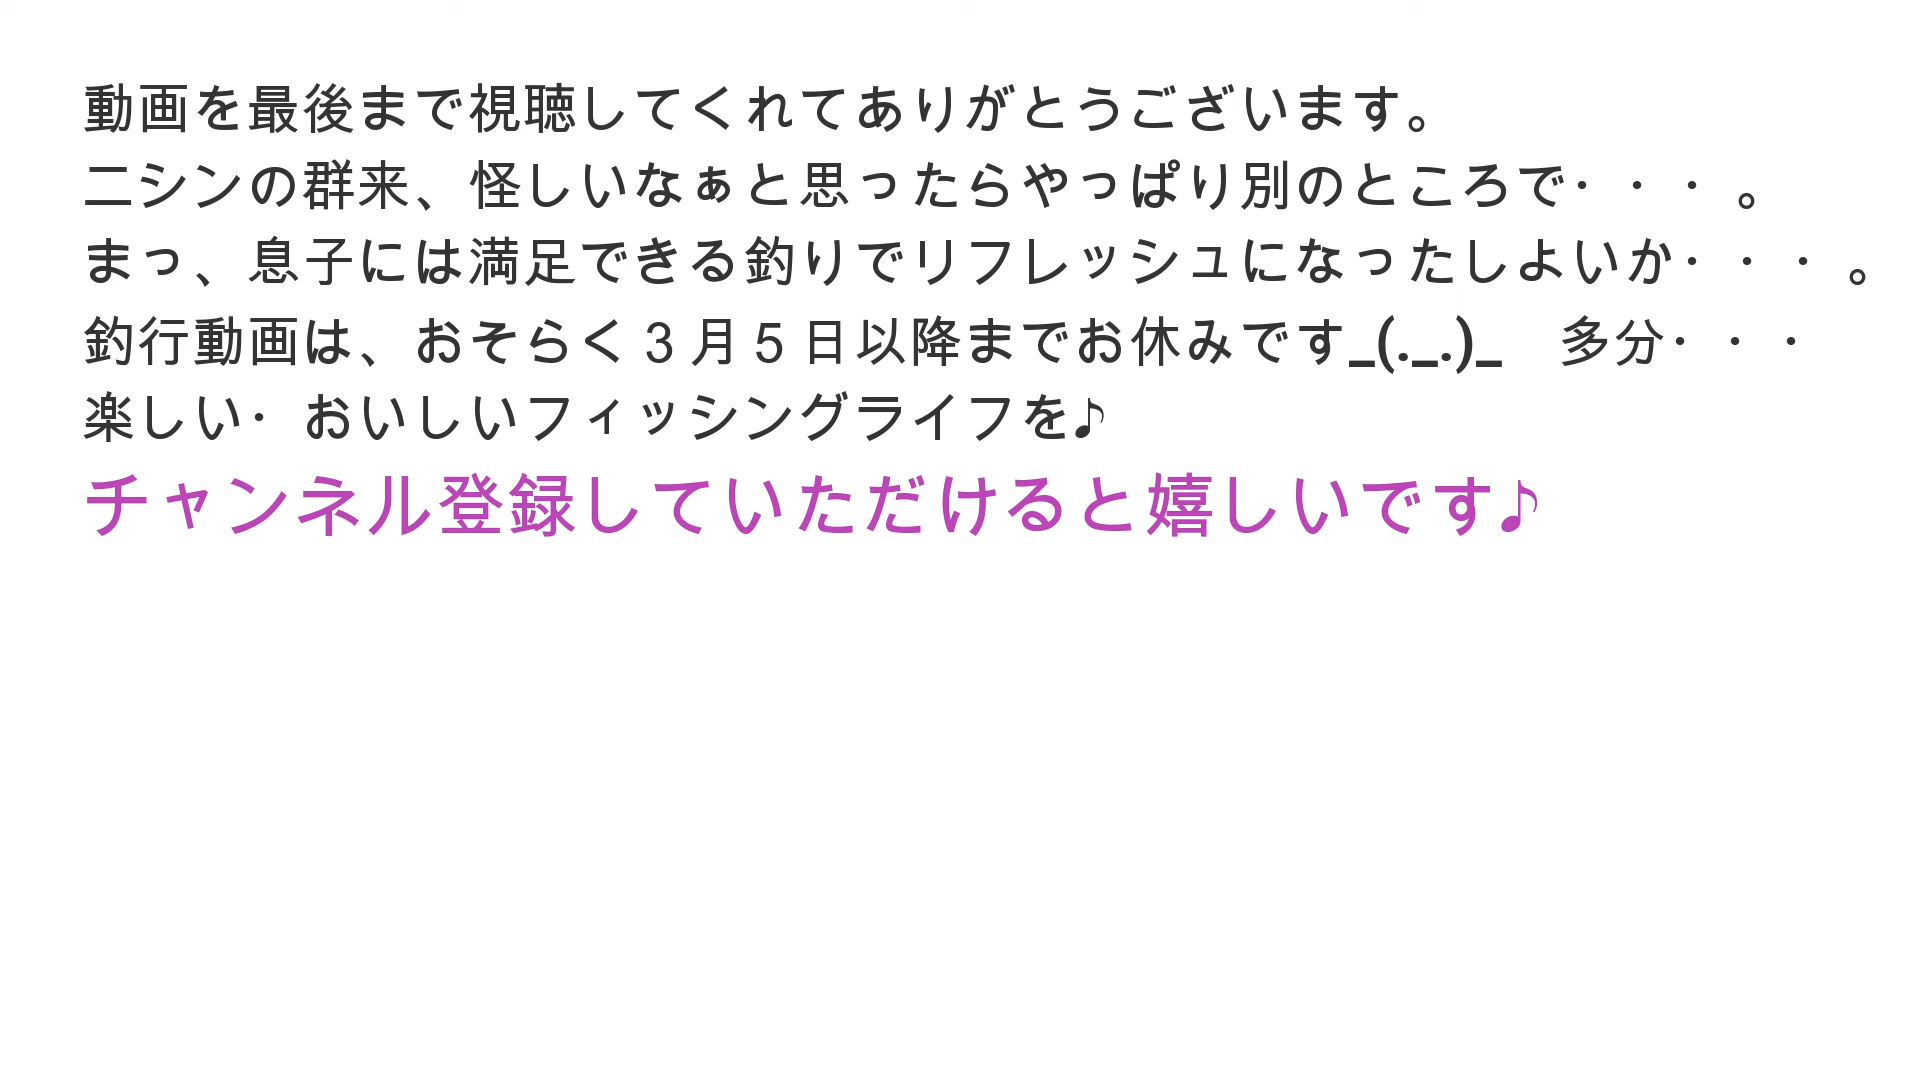 動画を最後まで視聴してくれてありがとうございます。
ニシンの群来、怪しいなぁと思ったらやっぱり別のところで・・・。
まっ、息子には満足できる釣りでリフレッシュになったしよいか・・・。
釣行動画は、おそらく3月5日以降までお休みです_(._.)_　多分・・・
楽しい・おいしいフィッシングライフを♪
チャンネル登録していただけると嬉しいです♪